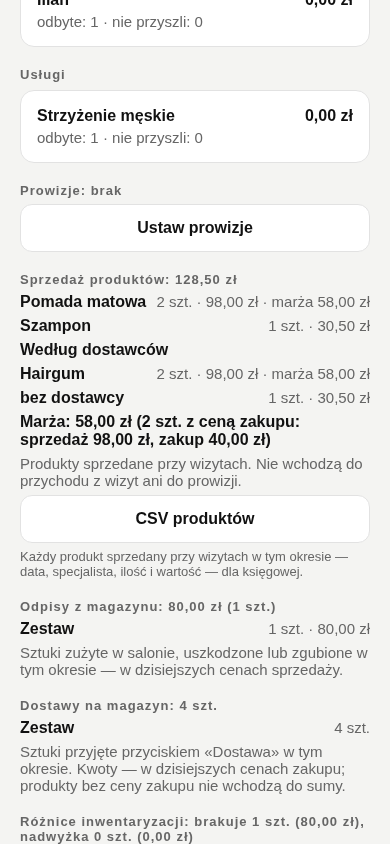 0,00 zł
odbyte: 1 · nie przyszli: 0
Usługi
Strzyżenie męskie 0,00 zł
odbyte: 1 · nie przyszli: 0
Prowizje: brak
Ustaw prowizje
Sprzedaż produktów: 128,50 zł
Pomada matowa 2 szt. · 98,00 zł · marża 58,00 zł
Szampon 1 szt. · 30,50 zł
Według dostawców
Hairgum 2 szt. · 98,00 zł · marża 58,00 zł
bez dostawcy 1 szt. · 30,50 zł
Marża: 58,00 zł (2 szt. z ceną zakupu:
sprzedaż 98,00 zł, zakup 40,00 zł)
Produkty sprzedane przy wizytach. Nie wchodzą do
przychodu z wizyt ani do prowizji.
CSV produktów
Każdy produkt sprzedany przy wizytach w tym okresie —
data, specjalista, ilość i wartość — dla księgowej.
Odpisy z magazynu: 80,00 zł (1 szt.)
Zestaw 1 szt. · 80,00 zł
Sztuki zużyte w salonie, uszkodzone lub zgubione w
tym okresie — w dzisiejszych cenach sprzedaży.
Dostawy na magazyn: 4 szt.
Zestaw 4 szt.
Sztuki przyjęte przyciskiem «Dostawa» w tym
okresie. Kwoty — w dzisiejszych cenach zakupu;
produkty bez ceny zakupu nie wchodzą do sumy.
Różnice inwentaryzacji: brakuje 1 szt. (80,00 zł),
nadwyżka 0 szt. (0,00 zł)